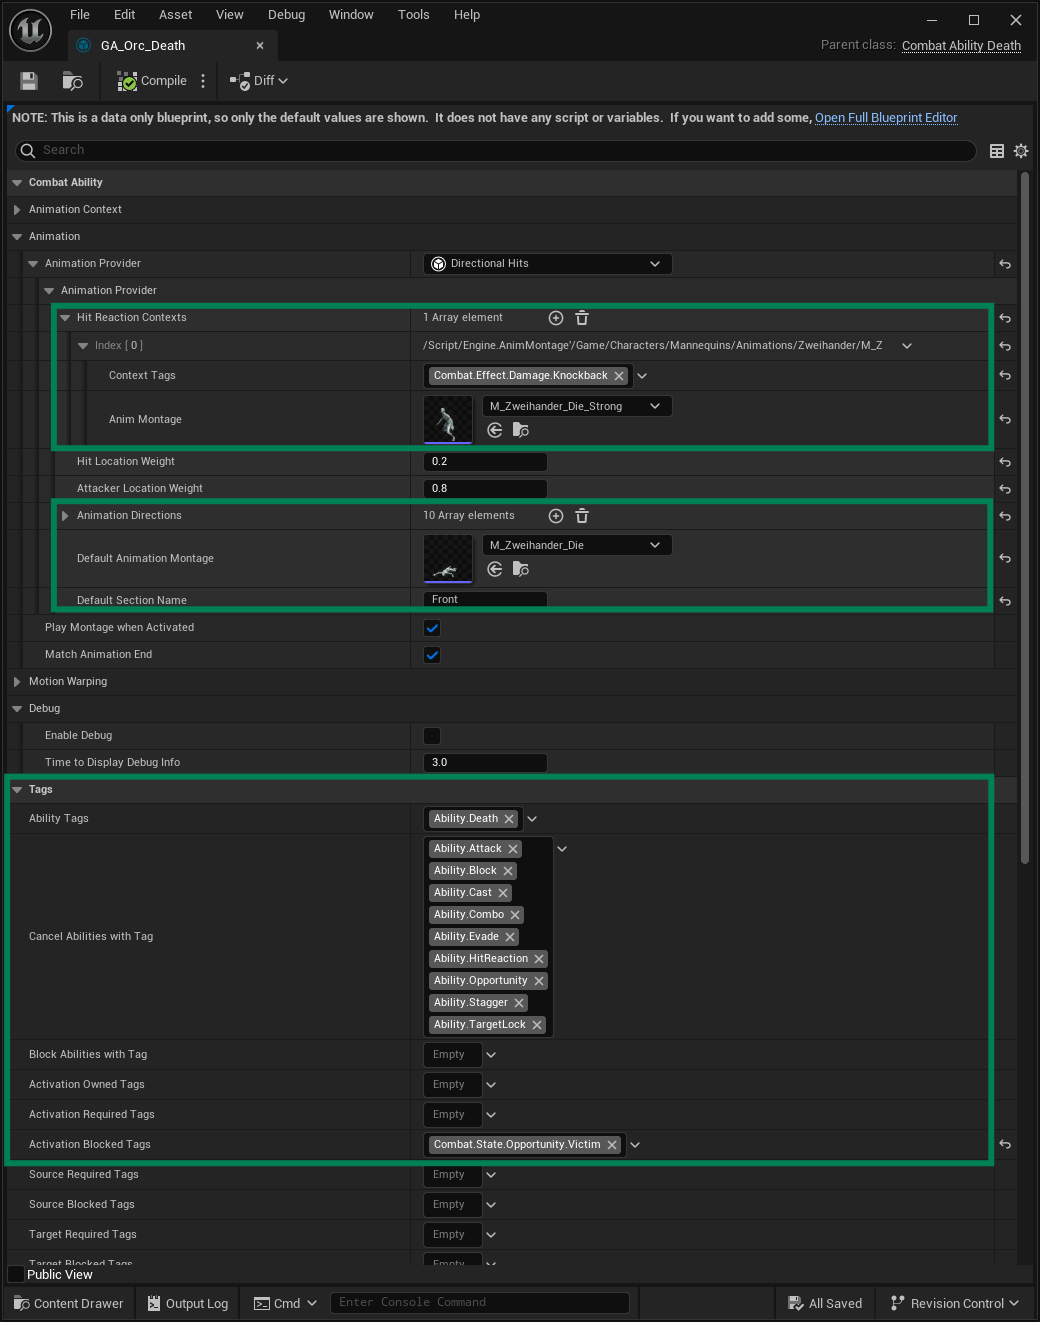 File Edit Asset View Debug Window Tools Help
GA_Orc_Death
Parent class: Combat Ability Death
Compile Diff
NOTE: This is a data only blueprint, so only the default values are shown.  It does not have any script or variables.  If you want to add some, Open Full Blueprint Editor
Search
Combat Ability
Animation Context
Animation
Animation Provider Directional Hits
Animation Provider
Hit Reaction Contexts 1 Array element
Index [ 0 ] /Script/Engine.AnimMontage'/Game/Characters/Mannequins/Animations/Zweihander/M_Z
Context Tags Combat.Effect.Damage.Knockback
Anim Montage M_Zweihander_Die_Strong
Hit Location Weight 0.2
Attacker Location Weight 0.8
Animation Directions 10 Array elements
Default Animation Montage M_Zweihander_Die
Default Section Name Front
Play Montage when Activated
Match Animation End
Motion Warping
Debug
Enable Debug
Time to Display Debug Info 3.0
Tags
Ability Tags Ability.Death
Cancel Abilities with Tag
Ability.Attack
Ability.Block
Ability.Cast
Ability.Combo
Ability.Evade
Ability.HitReaction
Ability.Opportunity
Ability.Stagger
Ability.TargetLock
Block Abilities with Tag Empty
Activation Owned Tags Empty
Activation Required Tags Empty
Activation Blocked Tags Combat.State.Opportunity.Victim
Source Required Tags Empty
Source Blocked Tags Empty
Target Required Tags Empty
Target Blocked Tags Empty
Public View
Content Drawer Output Log Cmd Enter Console Command All Saved Revision Control